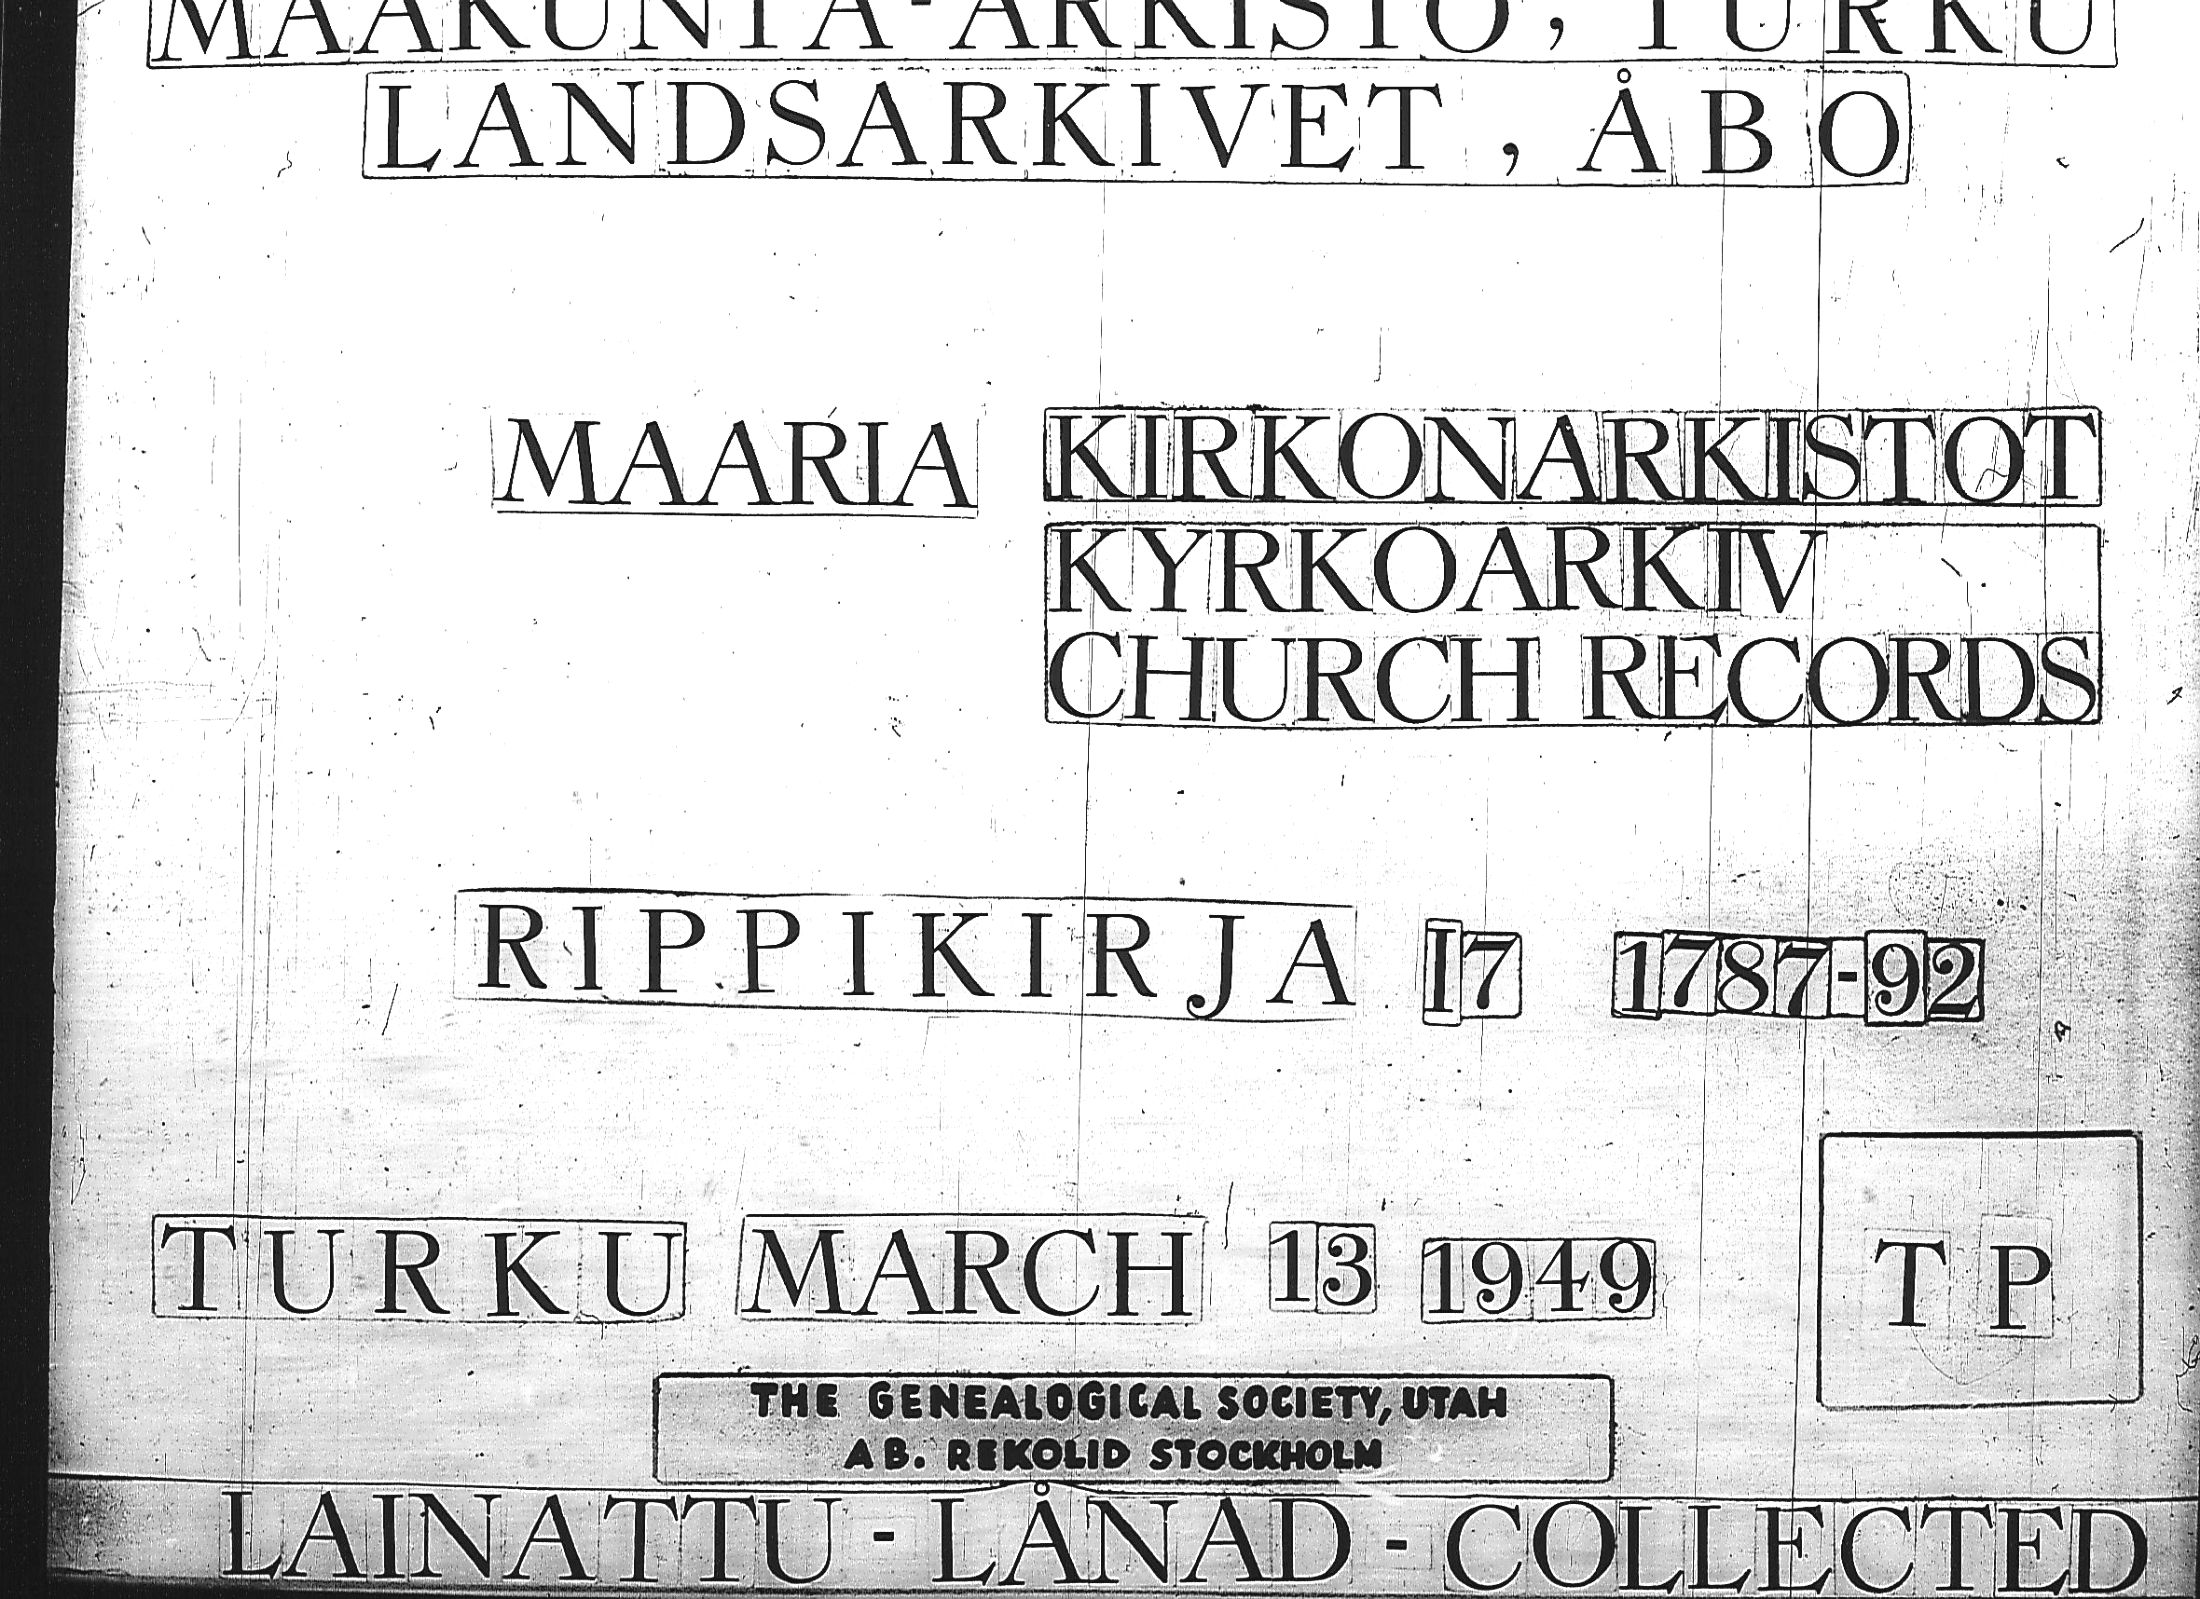 MAAKUNTA-ARKISTO, TURKU
LANDSARKIVET, ÅBO
MAARIA KIRKONARKISTOT
KYRKOARKIV
CHURCH RECORDS
RIPPIKIRJA I7 1787-92
TURKU MARCH 13 1949
TP
THE GENEALOGICAL SOCIETY, UTAH
AB. REKOLID STOCKHOLM
LAINATTU - LÅNAD - COLLECTED